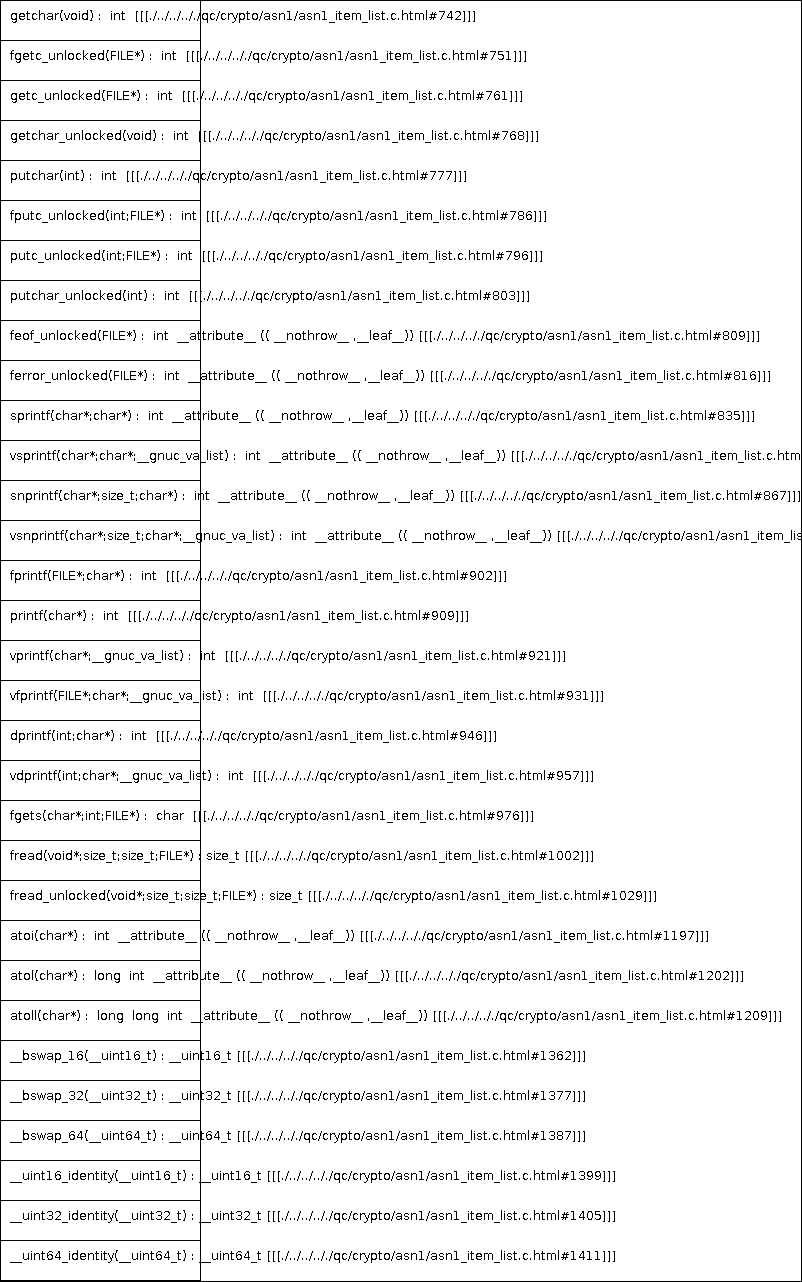 getchar(void) : int [[[./../../../qc/crypto/asn1/asn1_item_list.c.html#742]]]
fgetc_unlocked(FILE*) : int [[[./../../../qc/crypto/asn1/asn1_item_list.c.html#751]]]
getc_unlocked(FILE*) : int [[[./../../../qc/crypto/asn1/asn1_item_list.c.html#761]]]
getchar_unlocked(void) : int [[[./../../../qc/crypto/asn1/asn1_item_list.c.html#768]]]
putchar(int) : int [[[./../../../qc/crypto/asn1/asn1_item_list.c.html#777]]]
fputc_unlocked(int;FILE*) : int [[[./../../../qc/crypto/asn1/asn1_item_list.c.html#786]]]
putc_unlocked(int;FILE*) : int [[[./../../../qc/crypto/asn1/asn1_item_list.c.html#796]]]
putchar_unlocked(int) : int [[[./../../../qc/crypto/asn1/asn1_item_list.c.html#803]]]
feof_unlocked(FILE*) : int __attribute__ (( __nothrow__ ,__leaf__)) [[[./../../../qc/crypto/asn1/asn1_item_list.c.html#809]]]
ferror_unlocked(FILE*) : int __attribute__ (( __nothrow__ ,__leaf__)) [[[./../../../qc/crypto/asn1/asn1_item_list.c.html#816]]]
sprintf(char*;char*) : int __attribute__ (( __nothrow__ ,__leaf__)) [[[./../../../qc/crypto/asn1/asn1_item_list.c.html#835]]]
vsprintf(char*;char*;__gnuc_va_list) : int __attribute__ (( __nothrow__ ,__leaf__)) [[[./../../../qc/crypto/asn1/asn1_item_list.c.htm
snprintf(char*;size_t;char*) : int __attribute__ (( __nothrow__ ,__leaf__)) [[[./../../../qc/crypto/asn1/asn1_item_list.c.html#867]]]
vsnprintf(char*;size_t;char*;__gnuc_va_list) : int __attribute__ (( __nothrow__ ,__leaf__)) [[[./../../../qc/crypto/asn1/asn1_item_lis
fprintf(FILE*;char*) : int [[[./../../../qc/crypto/asn1/asn1_item_list.c.html#902]]]
printf(char*) : int [[[./../../../qc/crypto/asn1/asn1_item_list.c.html#909]]]
vprintf(char*;__gnuc_va_list) : int [[[./../../../qc/crypto/asn1/asn1_item_list.c.html#921]]]
vfprintf(FILE*;char*;__gnuc_va_list) : int [[[./../../../qc/crypto/asn1/asn1_item_list.c.html#931]]]
dprintf(int;char*) : int [[[./../../../qc/crypto/asn1/asn1_item_list.c.html#946]]]
vdprintf(int;char*;__gnuc_va_list) : int [[[./../../../qc/crypto/asn1/asn1_item_list.c.html#957]]]
fgets(char*;int;FILE*) : char [[[./../../../qc/crypto/asn1/asn1_item_list.c.html#976]]]
fread(void*;size_t;size_t;FILE*) : size_t [[[./../../../qc/crypto/asn1/asn1_item_list.c.html#1002]]]
fread_unlocked(void*;size_t;size_t;FILE*) : size_t [[[./../../../qc/crypto/asn1/asn1_item_list.c.html#1029]]]
atoi(char*) : int __attribute__ (( __nothrow__ ,__leaf__)) [[[./../../../qc/crypto/asn1/asn1_item_list.c.html#1197]]]
atol(char*) : long int __attribute__ (( __nothrow__ ,__leaf__)) [[[./../../../qc/crypto/asn1/asn1_item_list.c.html#1202]]]
atoll(char*) : long long int __attribute__ (( __nothrow__ ,__leaf__)) [[[./../../../qc/crypto/asn1/asn1_item_list.c.html#1209]]]
__bswap_16(__uint16_t) : __uint16_t [[[./../../../qc/crypto/asn1/asn1_item_list.c.html#1362]]]
__bswap_32(__uint32_t) : __uint32_t [[[./../../../qc/crypto/asn1/asn1_item_list.c.html#1377]]]
__bswap_64(__uint64_t) : __uint64_t [[[./../../../qc/crypto/asn1/asn1_item_list.c.html#1387]]]
__uint16_identity(__uint16_t) : __uint16_t [[[./../../../qc/crypto/asn1/asn1_item_list.c.html#1399]]]
__uint32_identity(__uint32_t) : __uint32_t [[[./../../../qc/crypto/asn1/asn1_item_list.c.html#1405]]]
__uint64_identity(__uint64_t) : __uint64_t [[[./../../../qc/crypto/asn1/asn1_item_list.c.html#1411]]]